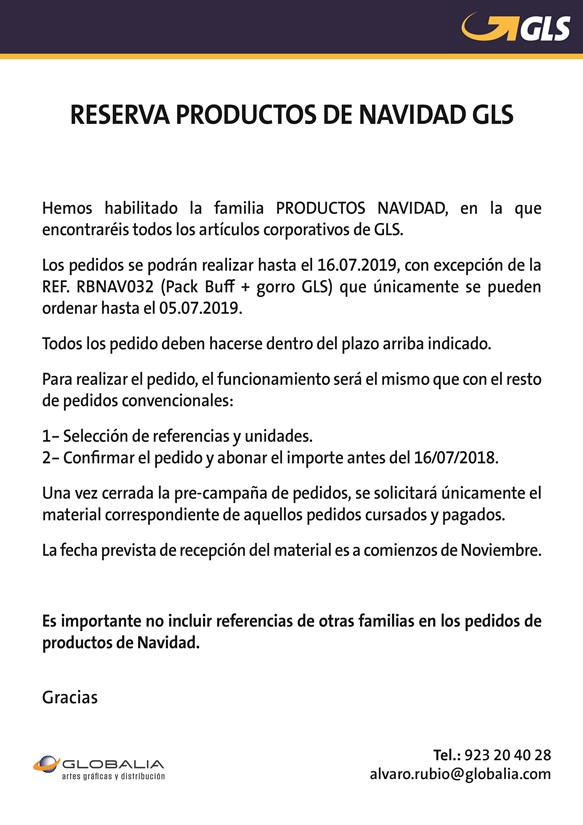 GLS
RESERVA PRODUCTOS DE NAVIDAD GLS
Hemos habilitado la familia PRODUCTOS NAVIDAD, en la que
encontraréis todos los artículos corporativos de GLS.
Los pedidos se podrán realizar hasta el 16.07.2019, con excepción de la
REF. RBNAV032 (Pack Buff + gorro GLS) que únicamente se pueden
ordenar hasta el 05.07.2019.
Todos los pedido deben hacerse dentro del plazo arriba indicado.
Para realizar el pedido, el funcionamiento será el mismo que con el resto
de pedidos convencionales:
1- Selección de referencias y unidades.
2- Confirmar el pedido y abonar el importe antes del 16/07/2018.
Una vez cerrada la pre-campaña de pedidos, se solicitará únicamente el
material correspondiente de aquellos pedidos cursados y pagados.
La fecha prevista de recepción del material es a comienzos de Noviembre.
Es importante no incluir referencias de otras familias en los pedidos de
productos de Navidad.
Gracias
GLOBALIA
artes gráficas y distribución
Tel.: 923 20 40 28
alvaro.rubio@globalia.com